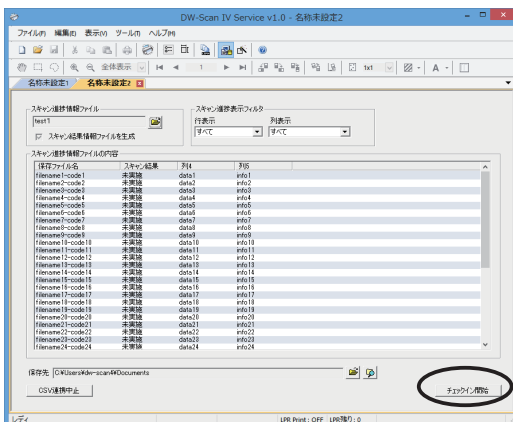 DW-Scan IV Service v1.0 - 名称未設定2
ファイル(F) 編集(E) 表示(V) ツール(T) ヘルプ(H)
全体表示 1 1x1 A
名称未設定1 名称未設定2
スキャン進捗情報ファイル
test1
スキャン結果情報ファイルを生成
スキャン進捗表示フィルタ
行表示 列表示
すべて すべて
スキャン進捗情報ファイルの内容
保存ファイル名 スキャン結果 列4 列5
filename1-code1 未実施 data1 info1
filename2-code2 未実施 data2 info2
filename3-code3 未実施 data3 info3
filename4-code4 未実施 data4 info4
filename5-code5 未実施 data5 info5
filename6-code6 未実施 data6 info6
filename7-code7 未実施 data7 info7
filename8-code8 未実施 data8 info8
filename9-code9 未実施 data9 info9
filename10-code10 未実施 data10 info10
filename11-code11 未実施 data11 info11
filename12-code12 未実施 data12 info12
filename13-code13 未実施 data13 info13
filename14-code14 未実施 data14 info14
filename15-code15 未実施 data15 info15
filename16-code16 未実施 data16 info16
filename17-code17 未実施 data17 info17
filename18-code18 未実施 data18 info18
filename19-code19 未実施 data19 info19
filename20-code20 未実施 data20 info20
filename21-code21 未実施 data21 info21
filename22-code22 未実施 data22 info22
filename23-code23 未実施 data23 info23
filename24-code24 未実施 data24 info24
保存先 C:¥Users¥dw-scan4¥Documents
CSV連携中止 チェックイン開始
レディ LPR Print : OFF LPR残り : 0